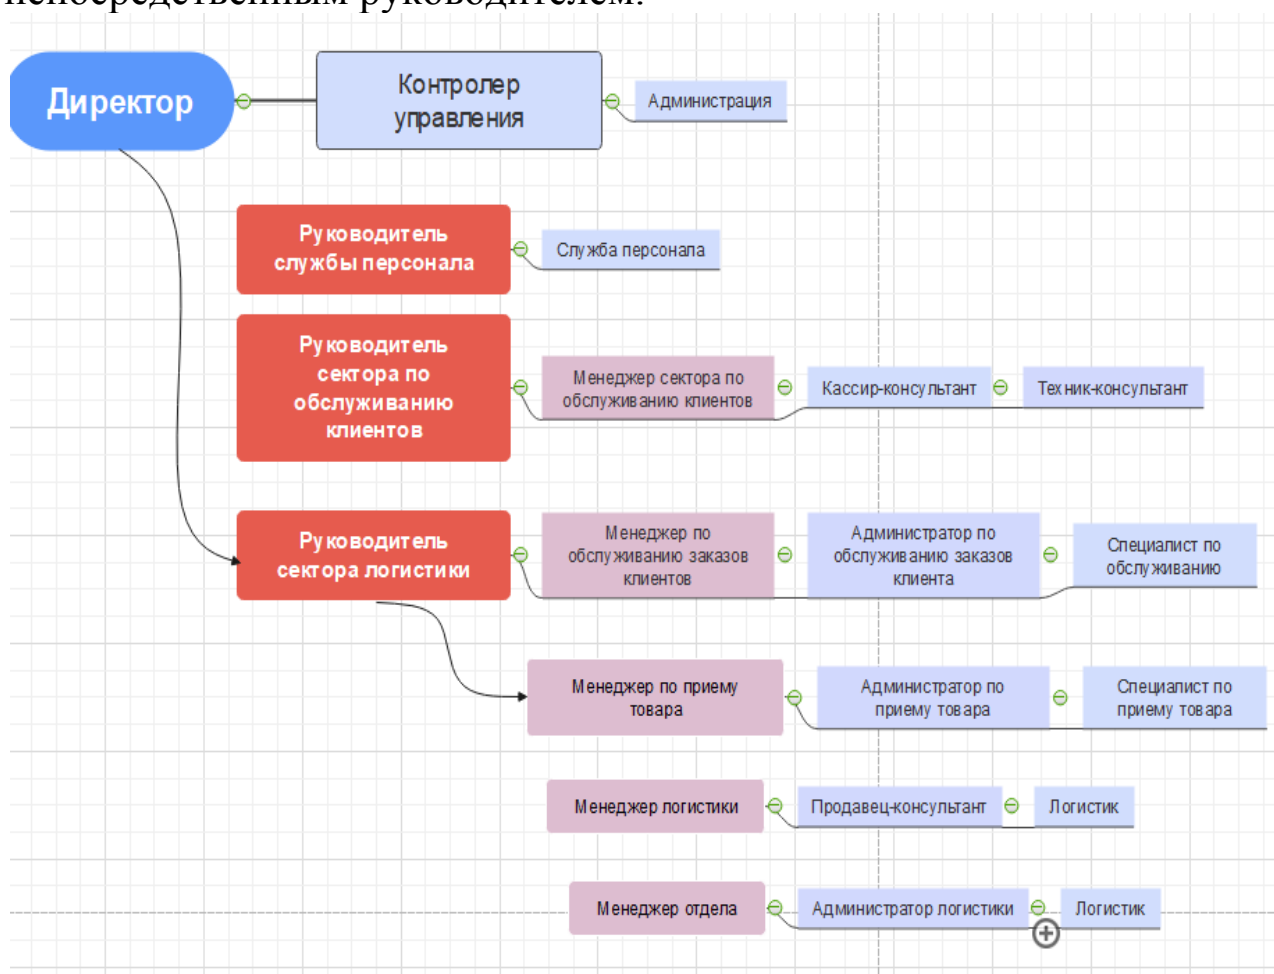 непосредственным руководителем.
Директор
Контролер
управления
Администрация
Руководитель
службы персонала
Служба персонала
Руководитель
сектора по
обслуживанию
клиентов
Менеджер сектора по
обслуживанию клиентов
Кассир-консультант
Техник-консультант
Руководитель
сектора логистики
Менеджер по
обслуживанию заказов
клиентов
Администратор по
обслуживанию заказов
клиента
Специалист по
обслуживанию
Менеджер по приему
товара
Администратор по
приему товара
Специалист по
приему товара
Менеджер логистики
Продавец-консультант
Логистик
Менеджер отдела
Администратор логистики
Логистик